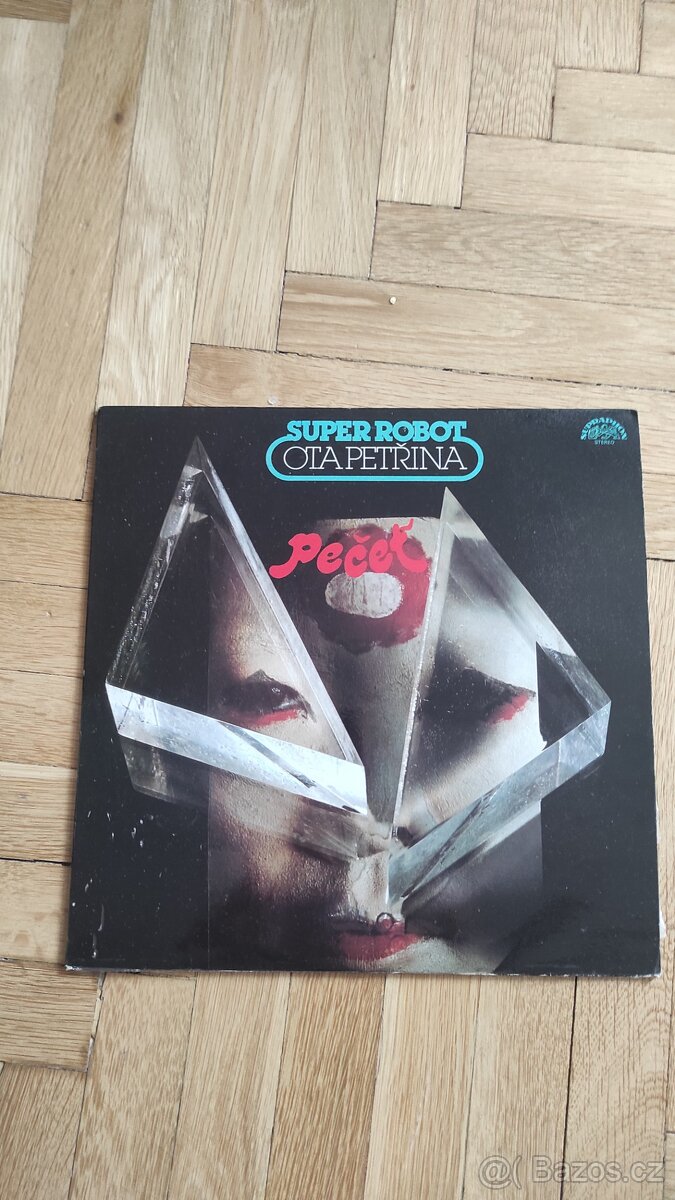 SUPER ROBOT
OTA PETŘINA
SUPRAPHON
STEREO
Pečeť
@( Bazos.cz